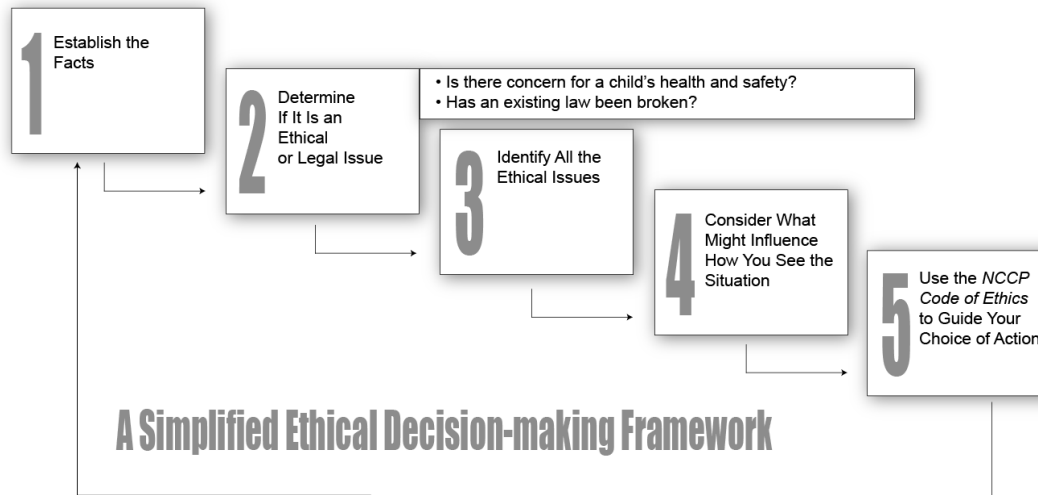 1
Establish the
Facts
2
Determine
If It Is an
Ethical
or Legal Issue
• Is there concern for a child’s health and safety?
• Has an existing law been broken?
3
Identify All the
Ethical Issues
4
Consider What
Might Influence
How You See the
Situation
5
Use the NCCP
Code of Ethics
to Guide Your
Choice of Action
A Simplified Ethical Decision-making Framework